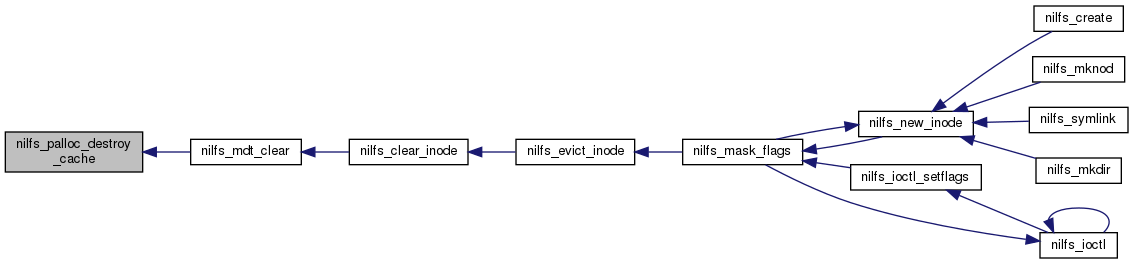 nilfs_create
nilfs_mknod
nilfs_new_inode
nilfs_symlink
nilfs_palloc_destroy
_cache
nilfs_mdt_clear
nilfs_clear_inode
nilfs_evict_inode
nilfs_mask_flags
nilfs_mkdir
nilfs_ioctl_setflags
nilfs_ioctl